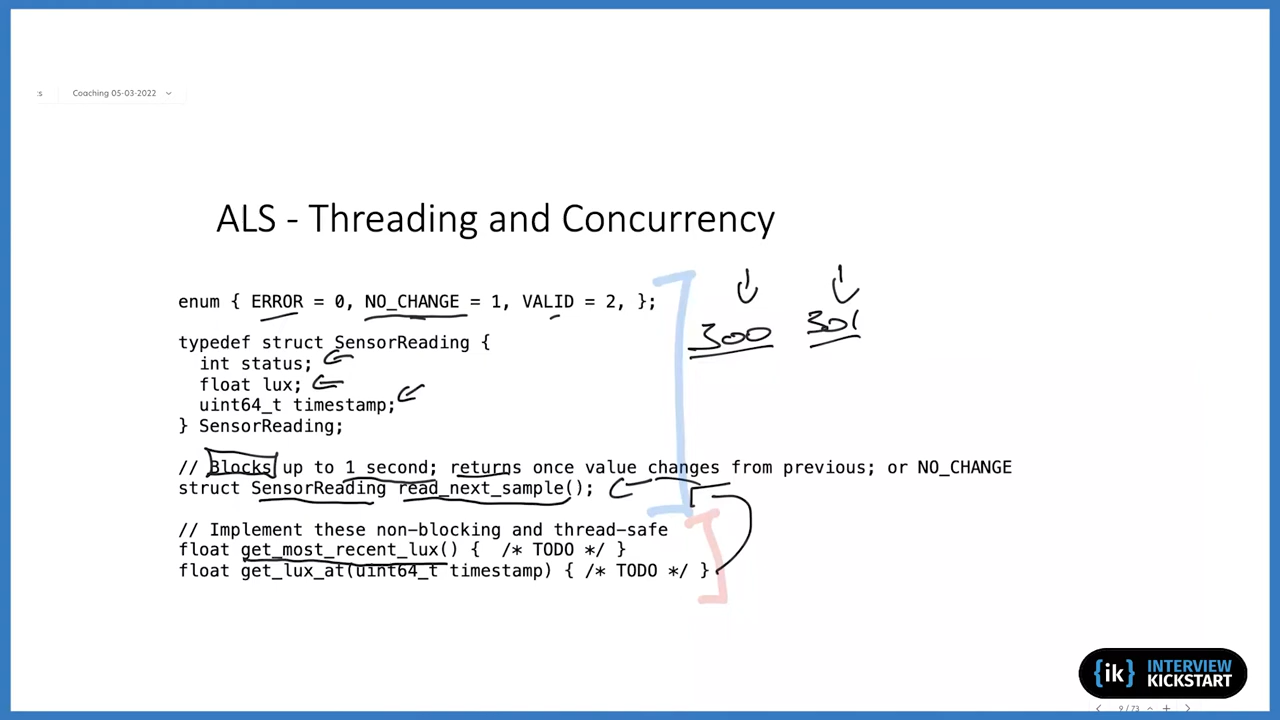 Coaching 05-03-2022
ALS - Threading and Concurrency
enum { ERROR = 0, NO_CHANGE = 1, VALID = 2, };
300 301
typedef struct SensorReading {
int status;
float lux;
uint64_t timestamp;
} SensorReading;
// Blocks up to 1 second; returns once value changes from previous; or NO_CHANGE
struct SensorReading read_next_sample();
// Implement these non-blocking and thread-safe
float get_most_recent_lux() { /* TODO */ }
float get_lux_at(uint64_t timestamp) { /* TODO */ }
{ik} INTERVIEW
KICKSTART
9 / 73